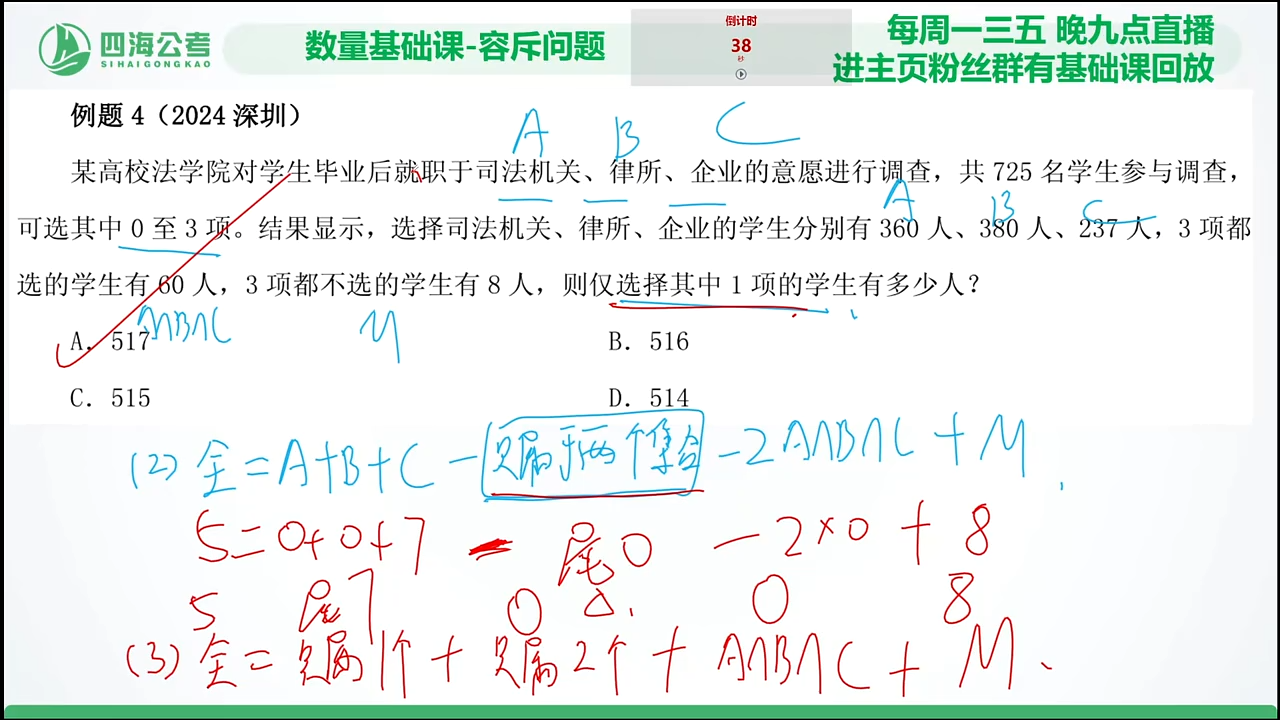 四海公考
SIHAIGONGKAO
数量基础课-容斥问题
倒计时
38
秒
每周一三五 晚九点直播
进主页粉丝群有基础课回放
例题 4（2024 深圳）
A B C
某高校法学院对学生毕业后就职于司法机关、律所、企业的意愿进行调查，共 725 名学生参与调查，
A B C
可选其中 0 至 3 项。结果显示，选择司法机关、律所、企业的学生分别有 360 人、380 人、237 人，3 项都
选的学生有 60 人，3 项都不选的学生有 8 人，则仅选择其中 1 项的学生有多少人？
A∩B∩C M
A．517 B．516
C．515 D．514
(2) 全=A+B+C-只属于两个集合-2A∩B∩C+M
5=0+0+7-尾0-2×0+8
5 尾7 0 0 8
(3) 全=只属1个+只属2个+A∩B∩C+M